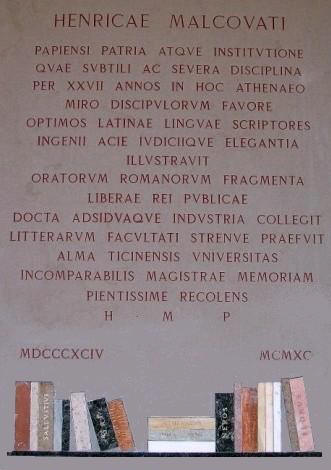 HENRICAE MALCOVATI
PAPIENSI PATRIA ATQVE INSTITVTIONE
QVAE SVBTILI AC SEVERA DISCIPLINA
PER XXVII ANNOS IN HOC ATHENAEO
MIRO DISCIPVLORVM FAVORE
OPTIMOS LATINAE LINGVAE SCRIPTORES
INGENII ACIE IVDICIIQVE ELEGANTIA
ILLVSTRAVIT
ORATORVM ROMANORVM FRAGMENTA
LIBERAE REI PVBLICAE
DOCTA ADSIDVAQVE INDVSTRIA COLLEGIT
LITTERARVM FACVLTATI STRENVE PRAEFVIT
ALMA TICINENSIS VNIVERSITAS
INCOMPARABILIS MAGISTRAE MEMORIAM
PIENTISSIME RECOLENS
H · M · P
MDCCCXCIV MCMXC
SALLVSTIVS
NEPOS